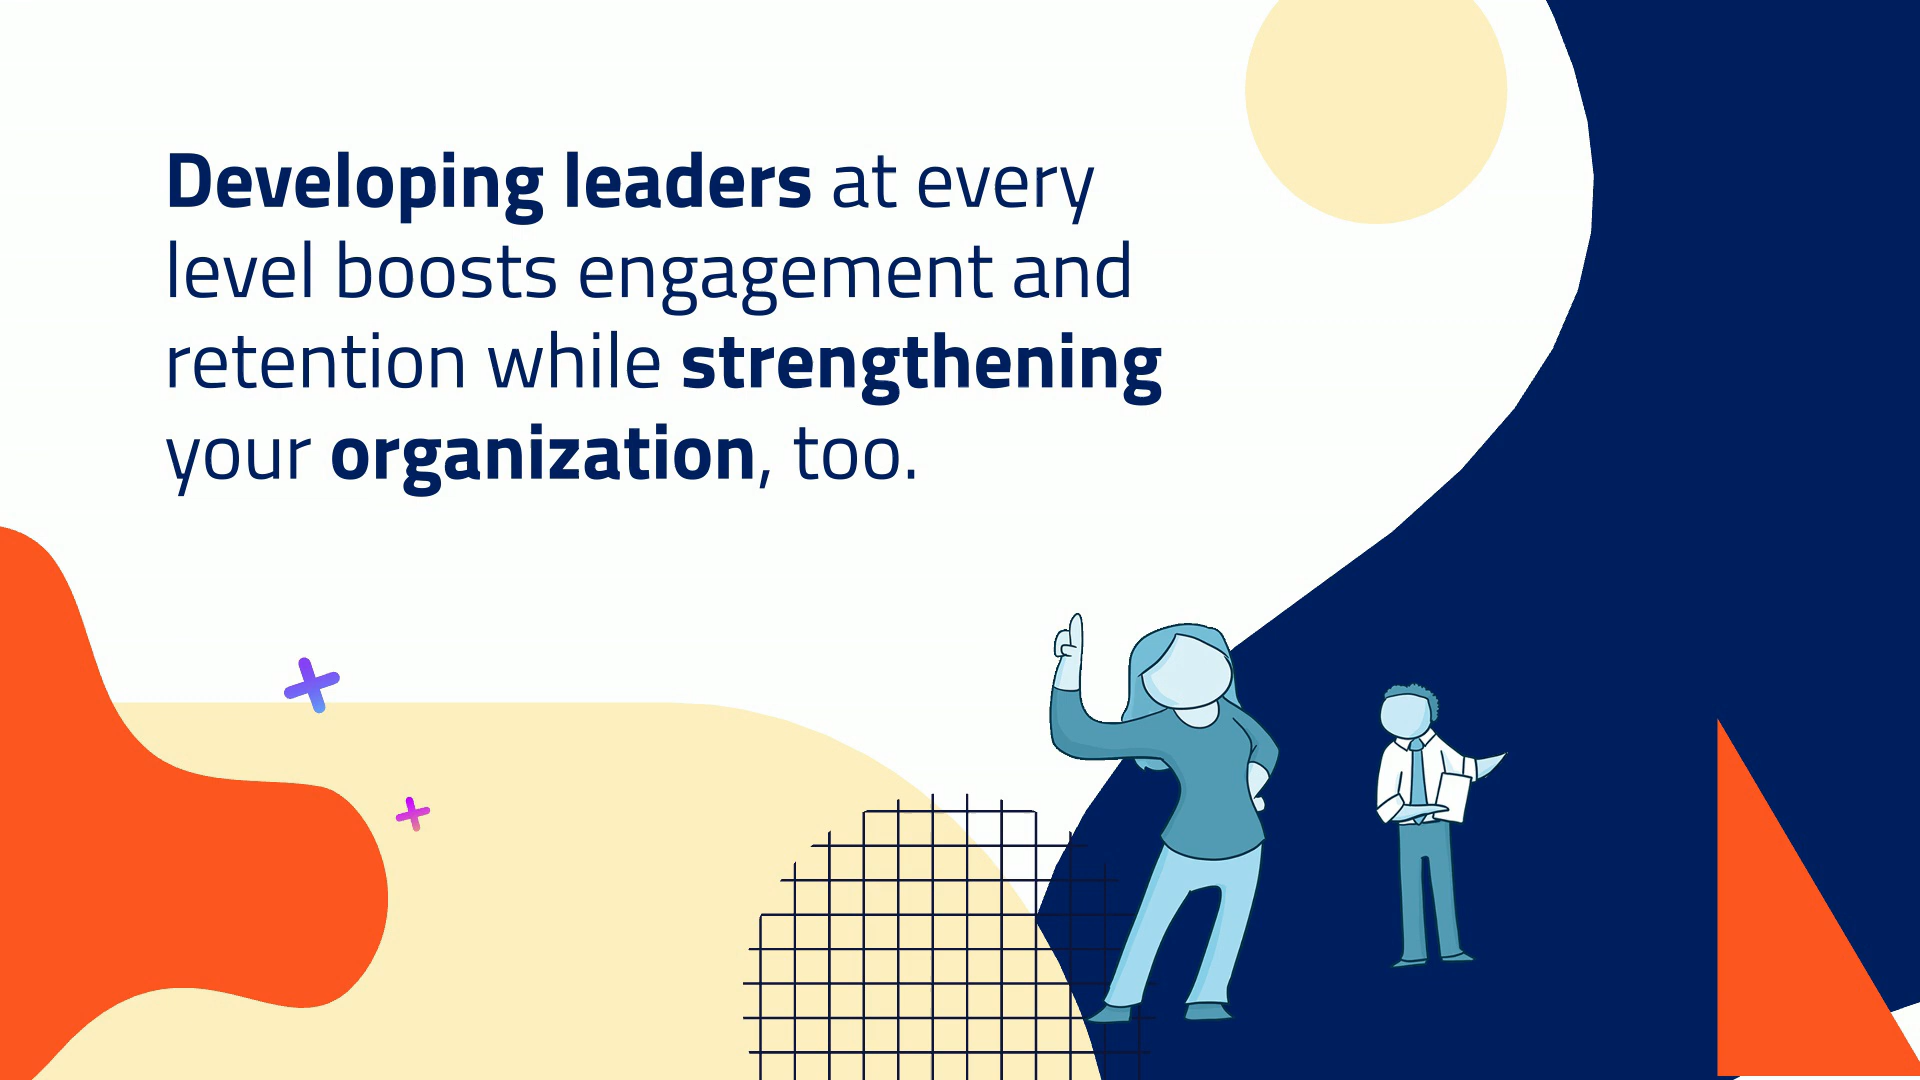 Developing leaders at every
level boosts engagement and
retention while strengthening
your organization, too.